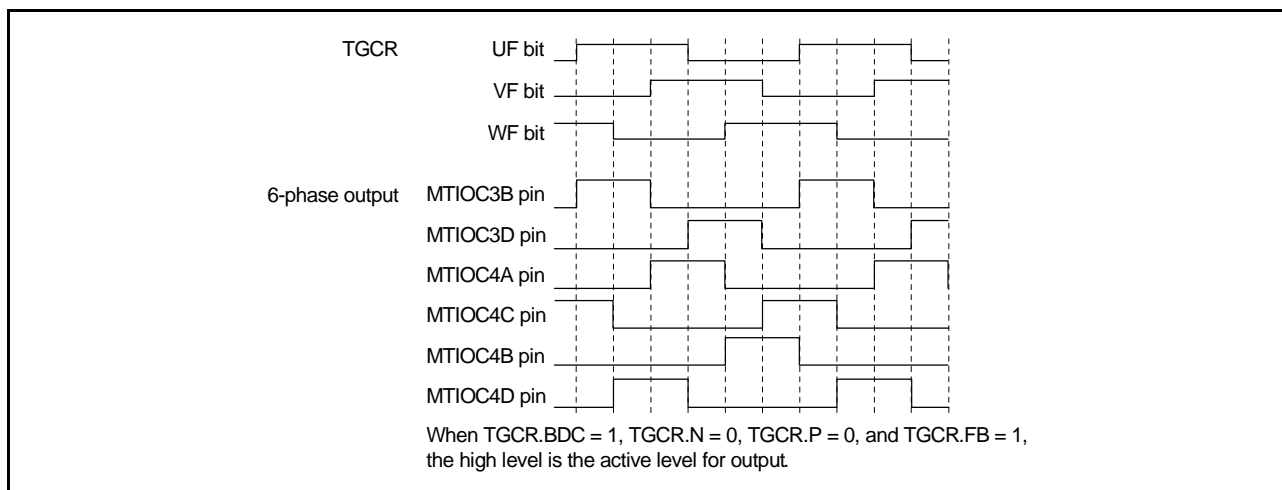 TGCR UF bit
VF bit
WF bit
6-phase output MTIOC3B pin
MTIOC3D pin
MTIOC4A pin
MTIOC4C pin
MTIOC4B pin
MTIOC4D pin
When TGCR.BDC = 1, TGCR.N = 0, TGCR.P = 0, and TGCR.FB = 1,
the high level is the active level for output.